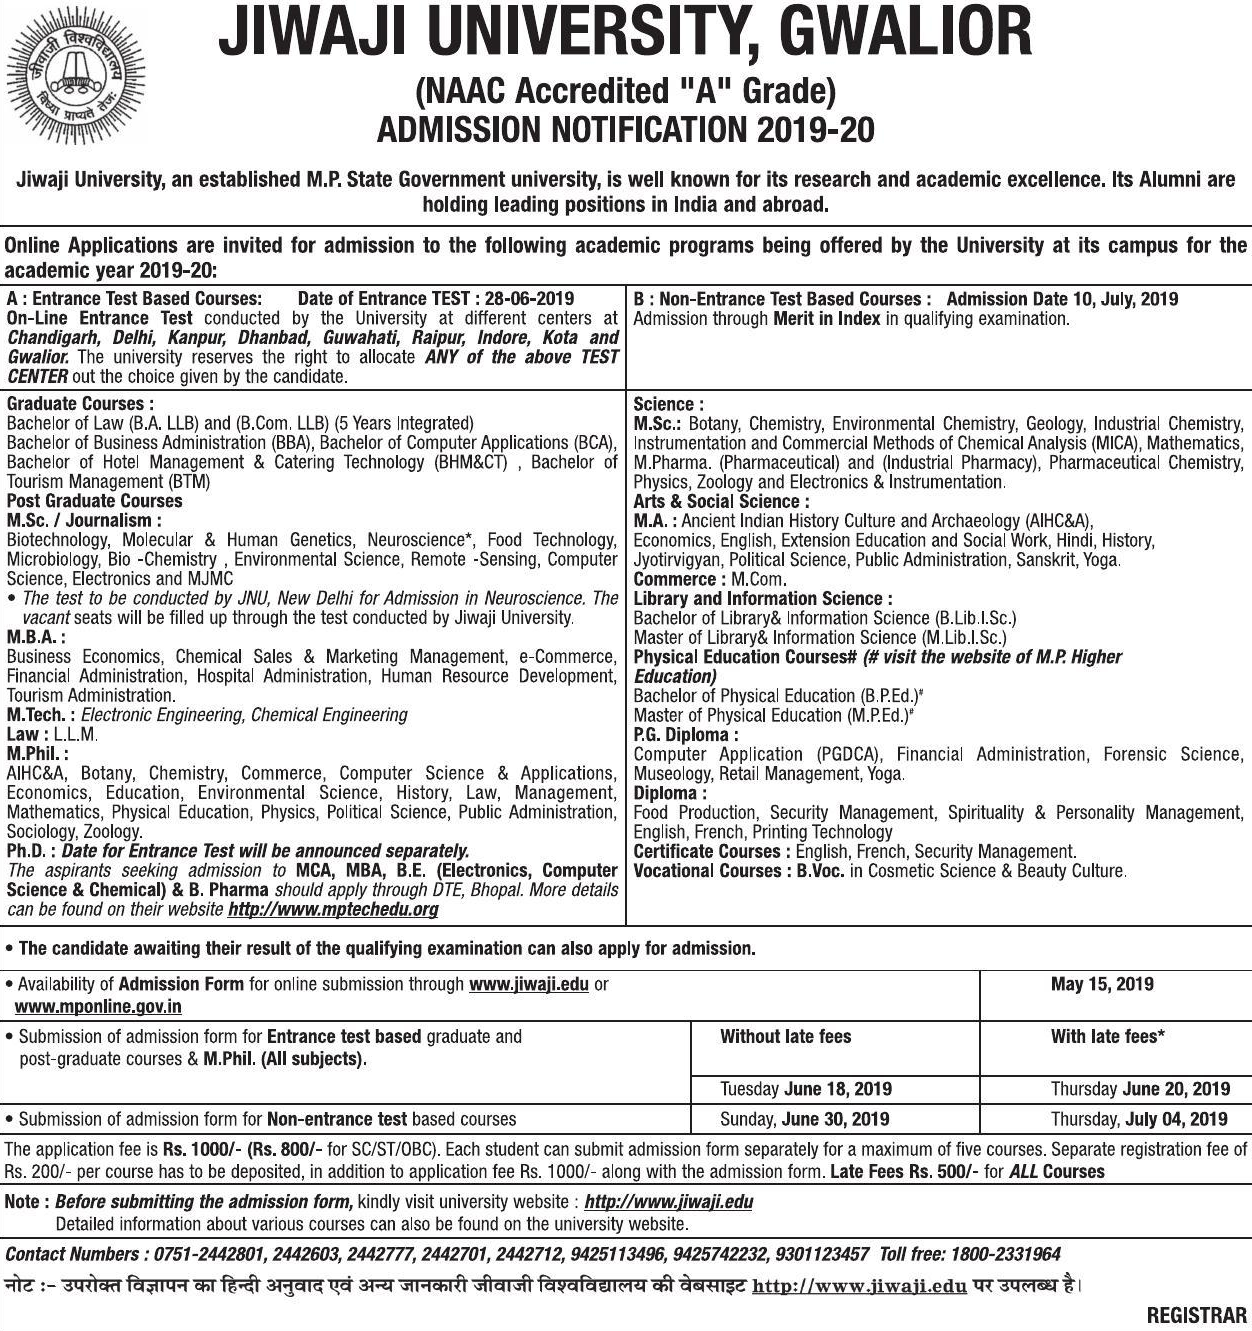 जीवाजी विश्वविद्यालय
विद्यया प्राप्यते तेजः
JIWAJI UNIVERSITY, GWALIOR
(NAAC Accredited "A" Grade)
ADMISSION NOTIFICATION 2019-20
Jiwaji University, an established M.P. State Government university, is well known for its research and academic excellence. Its Alumni are
holding leading positions in India and abroad.
Online Applications are invited for admission to the following academic programs being offered by the University at its campus for the
academic year 2019-20:
A : Entrance Test Based Courses: Date of Entrance TEST : 28-06-2019
On-Line Entrance Test conducted by the University at different centers at
Chandigarh, Delhi, Kanpur, Dhanbad, Guwahati, Raipur, Indore, Kota and
Gwalior. The university reserves the right to allocate ANY of the above TEST
CENTER out the choice given by the candidate.
B : Non-Entrance Test Based Courses : Admission Date 10, July, 2019
Admission through Merit in Index in qualifying examination.
Graduate Courses :
Bachelor of Law (B.A. LLB) and (B.Com. LLB) (5 Years Integrated)
Bachelor of Business Administration (BBA), Bachelor of Computer Applications (BCA),
Bachelor of Hotel Management & Catering Technology (BHM&CT) , Bachelor of
Tourism Management (BTM)
Post Graduate Courses
M.Sc. / Journalism :
Biotechnology, Molecular & Human Genetics, Neuroscience*, Food Technology,
Microbiology, Bio -Chemistry , Environmental Science, Remote -Sensing, Computer
Science, Electronics and MJMC
• The test to be conducted by JNU, New Delhi for Admission in Neuroscience. The
vacant seats will be filled up through the test conducted by Jiwaji University.
M.B.A. :
Business Economics, Chemical Sales & Marketing Management, e-Commerce,
Financial Administration, Hospital Administration, Human Resource Development,
Tourism Administration.
M.Tech. : Electronic Engineering, Chemical Engineering
Law : L.L.M.
M.Phil. :
AIHC&A, Botany, Chemistry, Commerce, Computer Science & Applications,
Economics, Education, Environmental Science, History, Law, Management,
Mathematics, Physical Education, Physics, Political Science, Public Administration,
Sociology, Zoology.
Ph.D. : Date for Entrance Test will be announced separately.
The aspirants seeking admission to MCA, MBA, B.E. (Electronics, Computer
Science & Chemical) & B. Pharma should apply through DTE, Bhopal. More details
can be found on their website http://www.mptechedu.org
Science :
M.Sc.: Botany, Chemistry, Environmental Chemistry, Geology, Industrial Chemistry,
Instrumentation and Commercial Methods of Chemical Analysis (MICA), Mathematics,
M.Pharma. (Pharmaceutical) and (Industrial Pharmacy), Pharmaceutical Chemistry,
Physics, Zoology and Electronics & Instrumentation.
Arts & Social Science :
M.A. : Ancient Indian History Culture and Archaeology (AIHC&A),
Economics, English, Extension Education and Social Work, Hindi, History,
Jyotirvigyan, Political Science, Public Administration, Sanskrit, Yoga.
Commerce : M.Com.
Library and Information Science :
Bachelor of Library& Information Science (B.Lib.I.Sc.)
Master of Library& Information Science (M.Lib.I.Sc.)
Physical Education Courses# (# visit the website of M.P. Higher
Education)
Bachelor of Physical Education (B.P.Ed.)#
Master of Physical Education (M.P.Ed.)#
P.G. Diploma :
Computer Application (PGDCA), Financial Administration, Forensic Science,
Museology, Retail Management, Yoga.
Diploma :
Food Production, Security Management, Spirituality & Personality Management,
English, French, Printing Technology
Certificate Courses : English, French, Security Management.
Vocational Courses : B.Voc. in Cosmetic Science & Beauty Culture.
• The candidate awaiting their result of the qualifying examination can also apply for admission.
• Availability of Admission Form for online submission through www.jiwaji.edu or
www.mponline.gov.in
May 15, 2019
• Submission of admission form for Entrance test based graduate and
post-graduate courses & M.Phil. (All subjects).
Without late fees
With late fees*
Tuesday June 18, 2019
Thursday June 20, 2019
• Submission of admission form for Non-entrance test based courses
Sunday, June 30, 2019
Thursday, July 04, 2019
The application fee is Rs. 1000/- (Rs. 800/- for SC/ST/OBC). Each student can submit admission form separately for a maximum of five courses. Separate registration fee of
Rs. 200/- per course has to be deposited, in addition to application fee Rs. 1000/- along with the admission form. Late Fees Rs. 500/- for ALL Courses
Note : Before submitting the admission form, kindly visit university website : http://www.jiwaji.edu
Detailed information about various courses can also be found on the university website.
Contact Numbers : 0751-2442801, 2442603, 2442777, 2442701, 2442712, 9425113496, 9425742232, 9301123457 Toll free: 1800-2331964
नोट :- उपरोक्त विज्ञापन का हिन्दी अनुवाद एवं अन्य जानकारी जीवाजी विश्वविद्यालय की वेबसाइट http://www.jiwaji.edu पर उपलब्ध है।
REGISTRAR